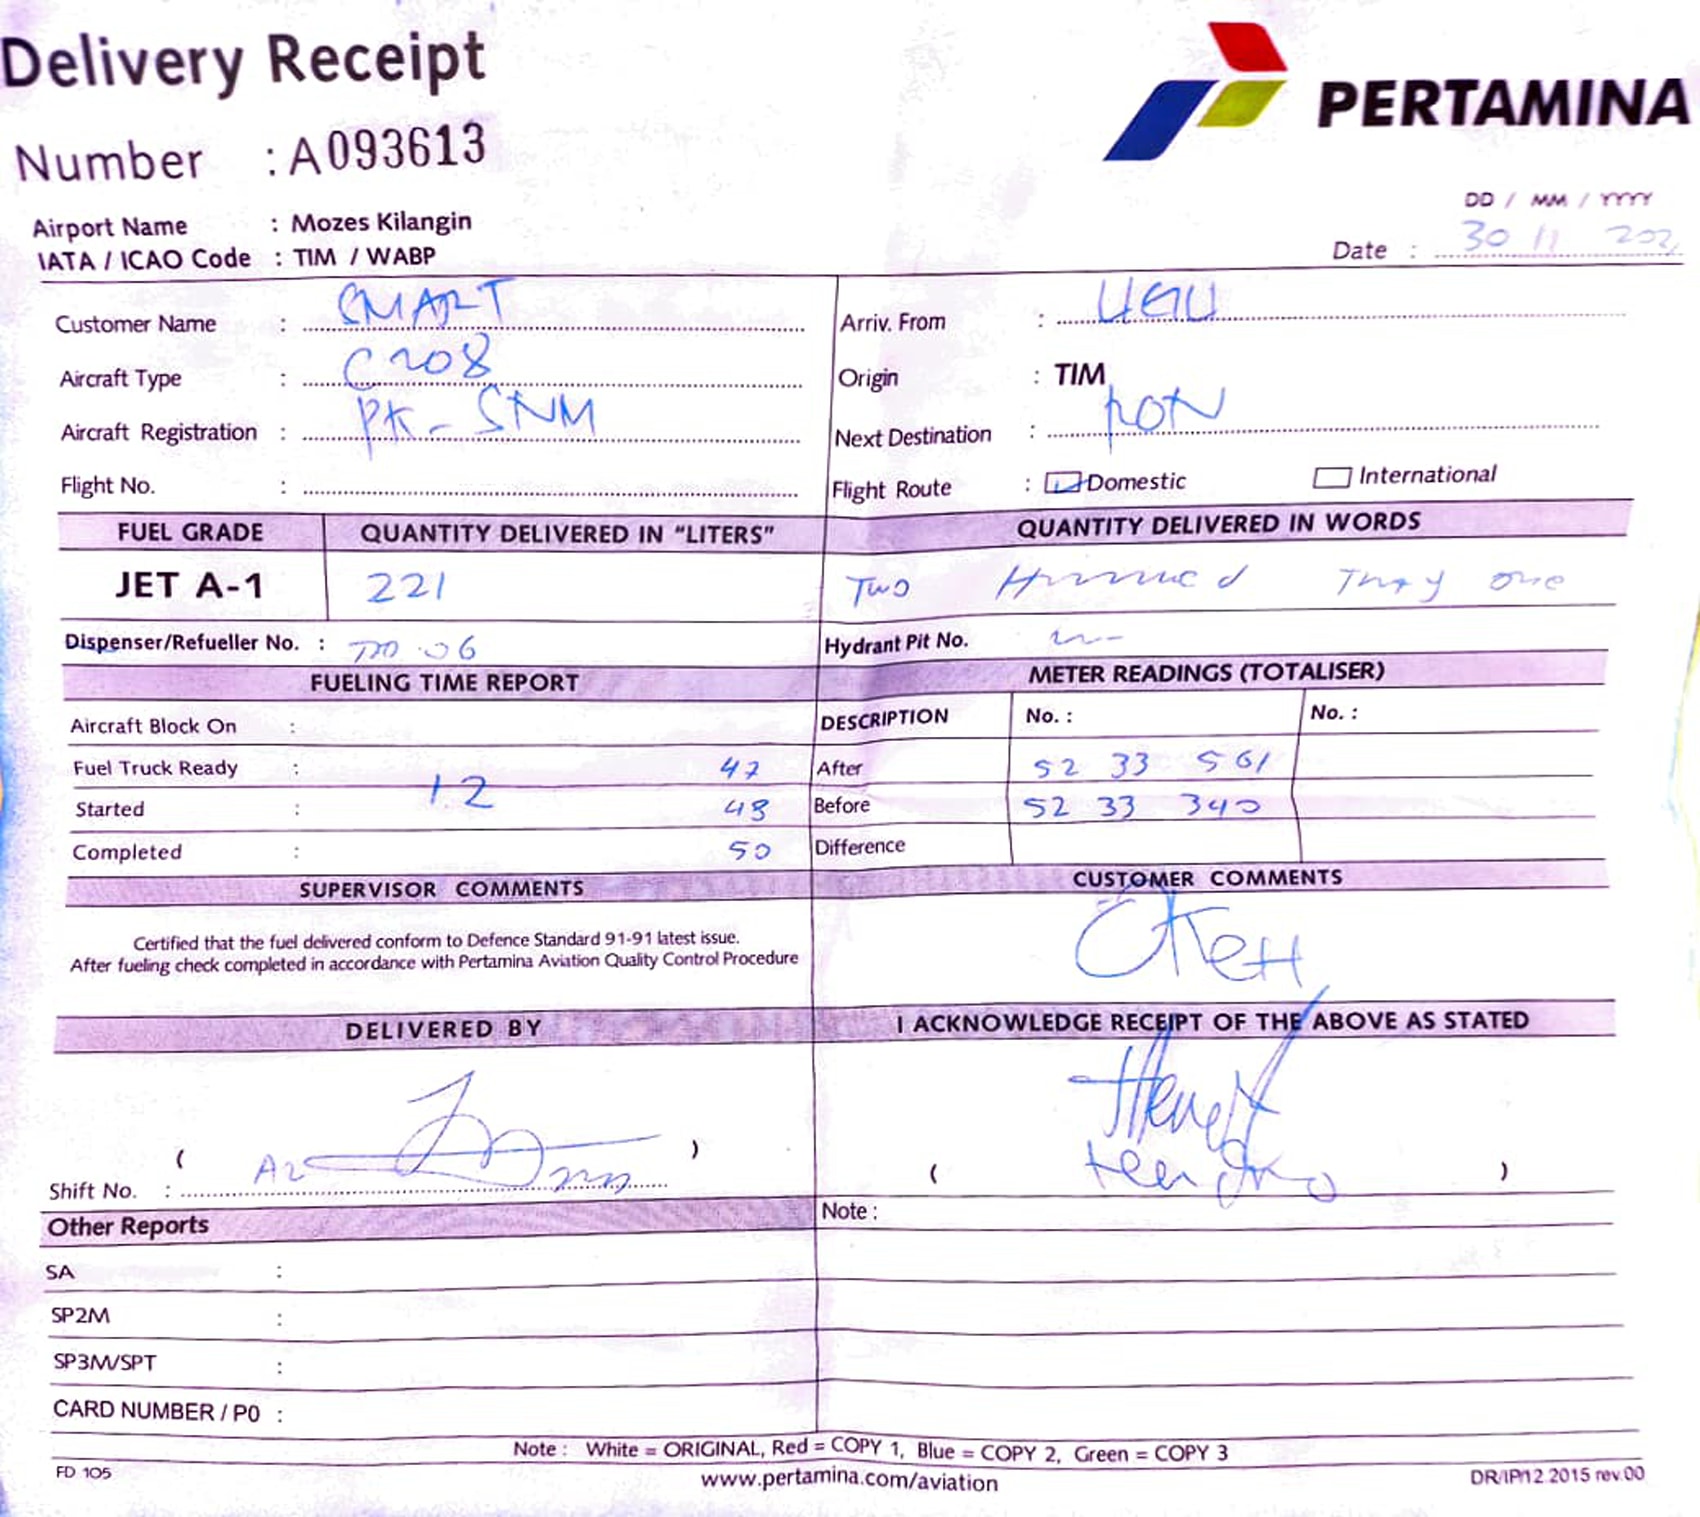 Delivery Receipt
PERTAMINA
Number : A093613
Airport Name : Mozes Kilangin
IATA / ICAO Code : TIM / WABP
DD / MM / YYYY
Date : 30 11
Customer Name : SMART
Arriv. From :
Aircraft Type : C208
Origin : TIM
Aircraft Registration : PK-SNM
Next Destination : RON
Flight No. :
Flight Route : Domestic International
FUEL GRADE QUANTITY DELIVERED IN "LITERS" QUANTITY DELIVERED IN WORDS
JET A-1 221 Two one
Dispenser/Refueller No. : 06 Hydrant Pit No.
FUELING TIME REPORT METER READINGS (TOTALISER)
Aircraft Block On : DESCRIPTION No. : No. :
Fuel Truck Ready : 47 After 52 33 561
12
Started : 48 Before 52 33 340
Completed : 50 Difference
SUPERVISOR COMMENTS CUSTOMER COMMENTS
Certified that the fuel delivered conform to Defence Standard 91-91 latest issue.
After fueling check completed in accordance with Pertamina Aviation Quality Control Procedure
DELIVERED BY I ACKNOWLEDGE RECEIPT OF THE ABOVE AS STATED
( ) ( )
Shift No. :
Other Reports Note :
SA :
SP2M :
SP3M/SPT :
CARD NUMBER / P0 :
Note : White = ORIGINAL, Red = COPY 1, Blue = COPY 2, Green = COPY 3
FD 105 www.pertamina.com/aviation DR/IP/12 2015 rev.00